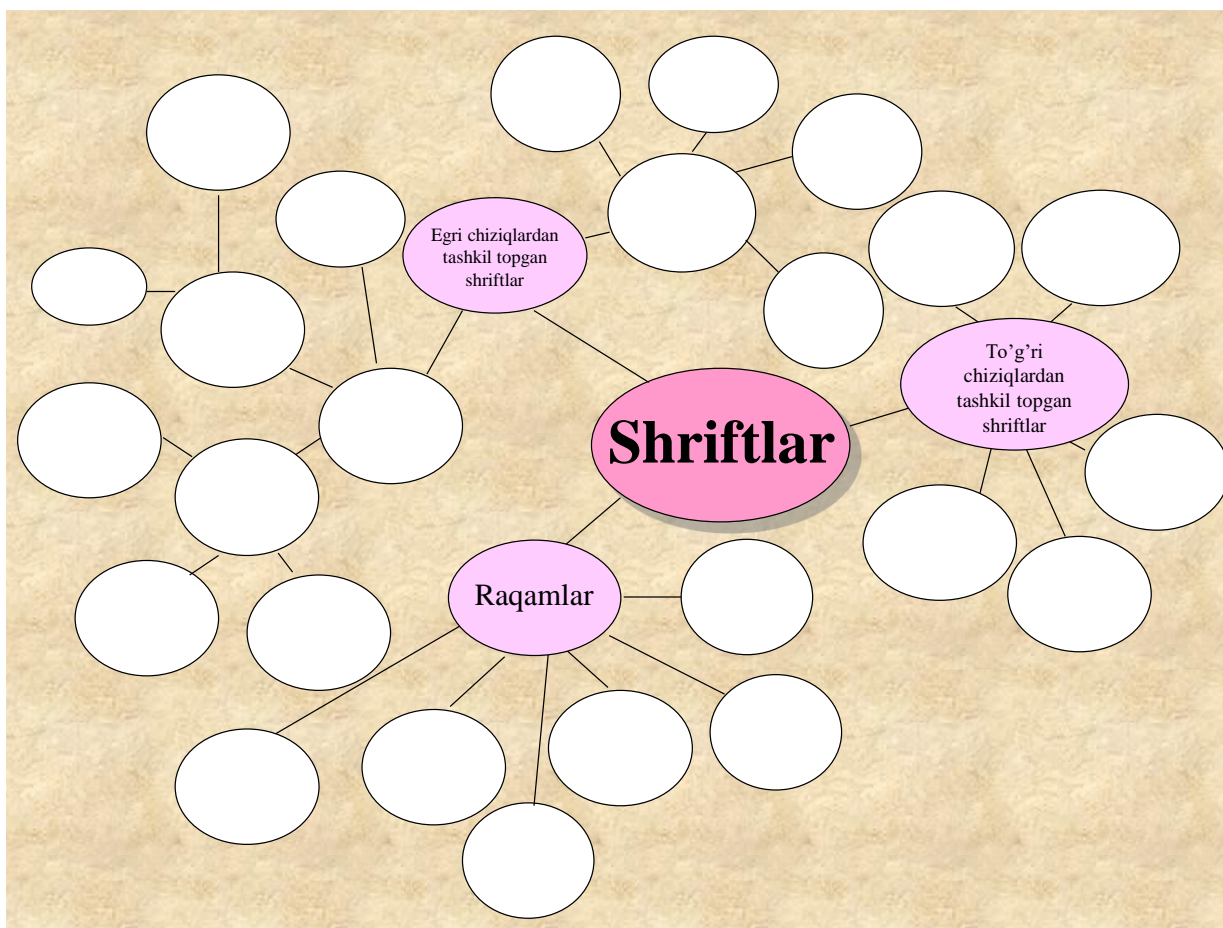 Egri chiziqlardan
tashkil topgan
shriftlar
To’g’ri
chiziqlardan
tashkil topgan
shriftlar
Shriftlar
Raqamlar